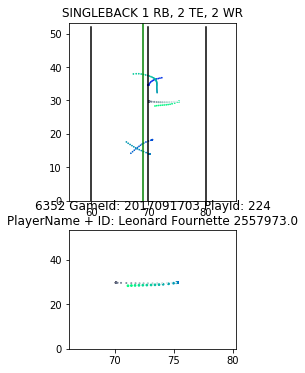 SINGLEBACK 1 RB, 2 TE, 2 WR
50
40
30
20
10
0
60 70 80
6352 GameId: 2017091703 PlayId: 224
PlayerName + ID: Leonard Fournette 2557973.0
40
20
0
70 75 80